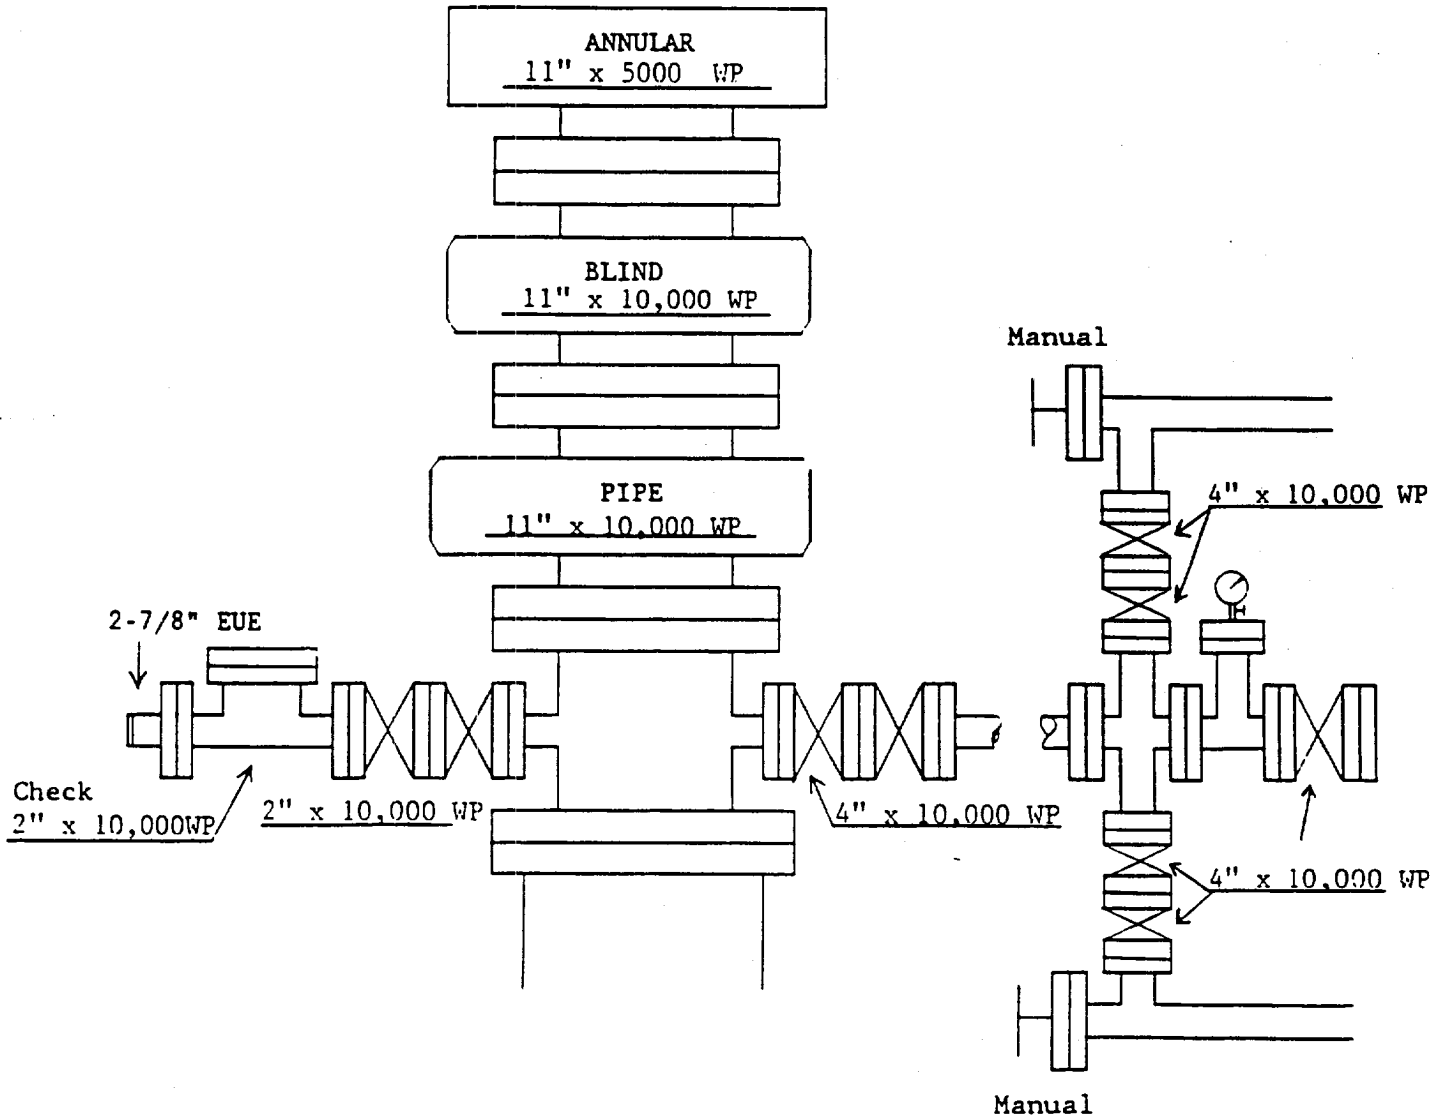 ANNULAR
11" x 5000 WP
BLIND
11" x 10,000 WP
Manual
PIPE
11" x 10,000 WP
4" x 10,000 WP
2-7/8" EUE
Check
2" x 10,000WP
2" x 10,000 WP
4" x 10,000 WP
4" x 10,000 WP
Manual